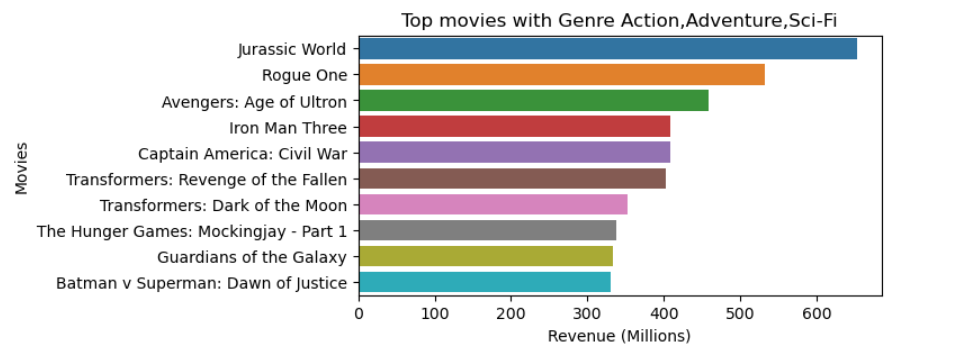 Top movies with Genre Action,Adventure,Sci-Fi
Movies
Jurassic World
Rogue One
Avengers: Age of Ultron
Iron Man Three
Captain America: Civil War
Transformers: Revenge of the Fallen
Transformers: Dark of the Moon
The Hunger Games: Mockingjay - Part 1
Guardians of the Galaxy
Batman v Superman: Dawn of Justice
0 100 200 300 400 500 600
Revenue (Millions)